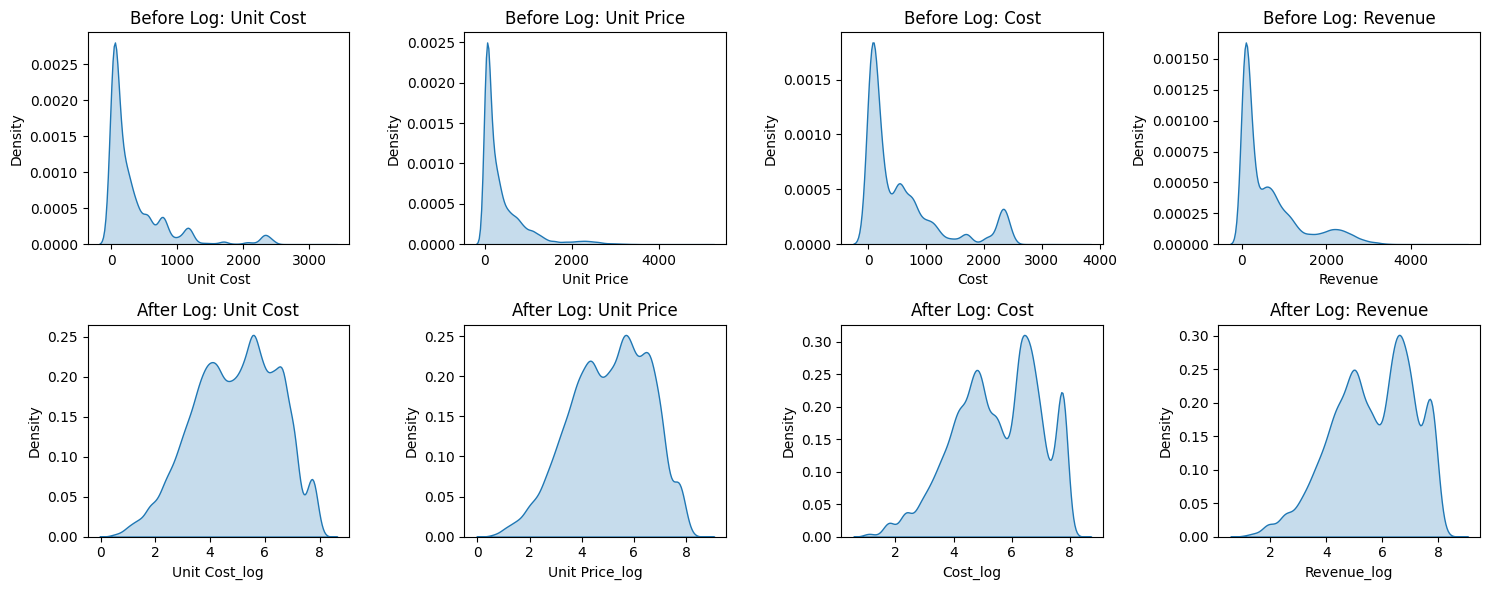 Before Log: Unit Cost
Density
0.0025
0.0020
0.0015
0.0010
0.0005
0.0000
0 1000 2000 3000
Unit Cost
Before Log: Unit Price
Density
0.0025
0.0020
0.0015
0.0010
0.0005
0.0000
0 2000 4000
Unit Price
Before Log: Cost
Density
0.0015
0.0010
0.0005
0.0000
0 1000 2000 3000 4000
Cost
Before Log: Revenue
Density
0.00150
0.00125
0.00100
0.00075
0.00050
0.00025
0.00000
0 2000 4000
Revenue
After Log: Unit Cost
Density
0.25
0.20
0.15
0.10
0.05
0.00
0 2 4 6 8
Unit Cost_log
After Log: Unit Price
Density
0.25
0.20
0.15
0.10
0.05
0.00
0 2 4 6 8
Unit Price_log
After Log: Cost
Density
0.30
0.25
0.20
0.15
0.10
0.05
0.00
2 4 6 8
Cost_log
After Log: Revenue
Density
0.30
0.25
0.20
0.15
0.10
0.05
0.00
2 4 6 8
Revenue_log